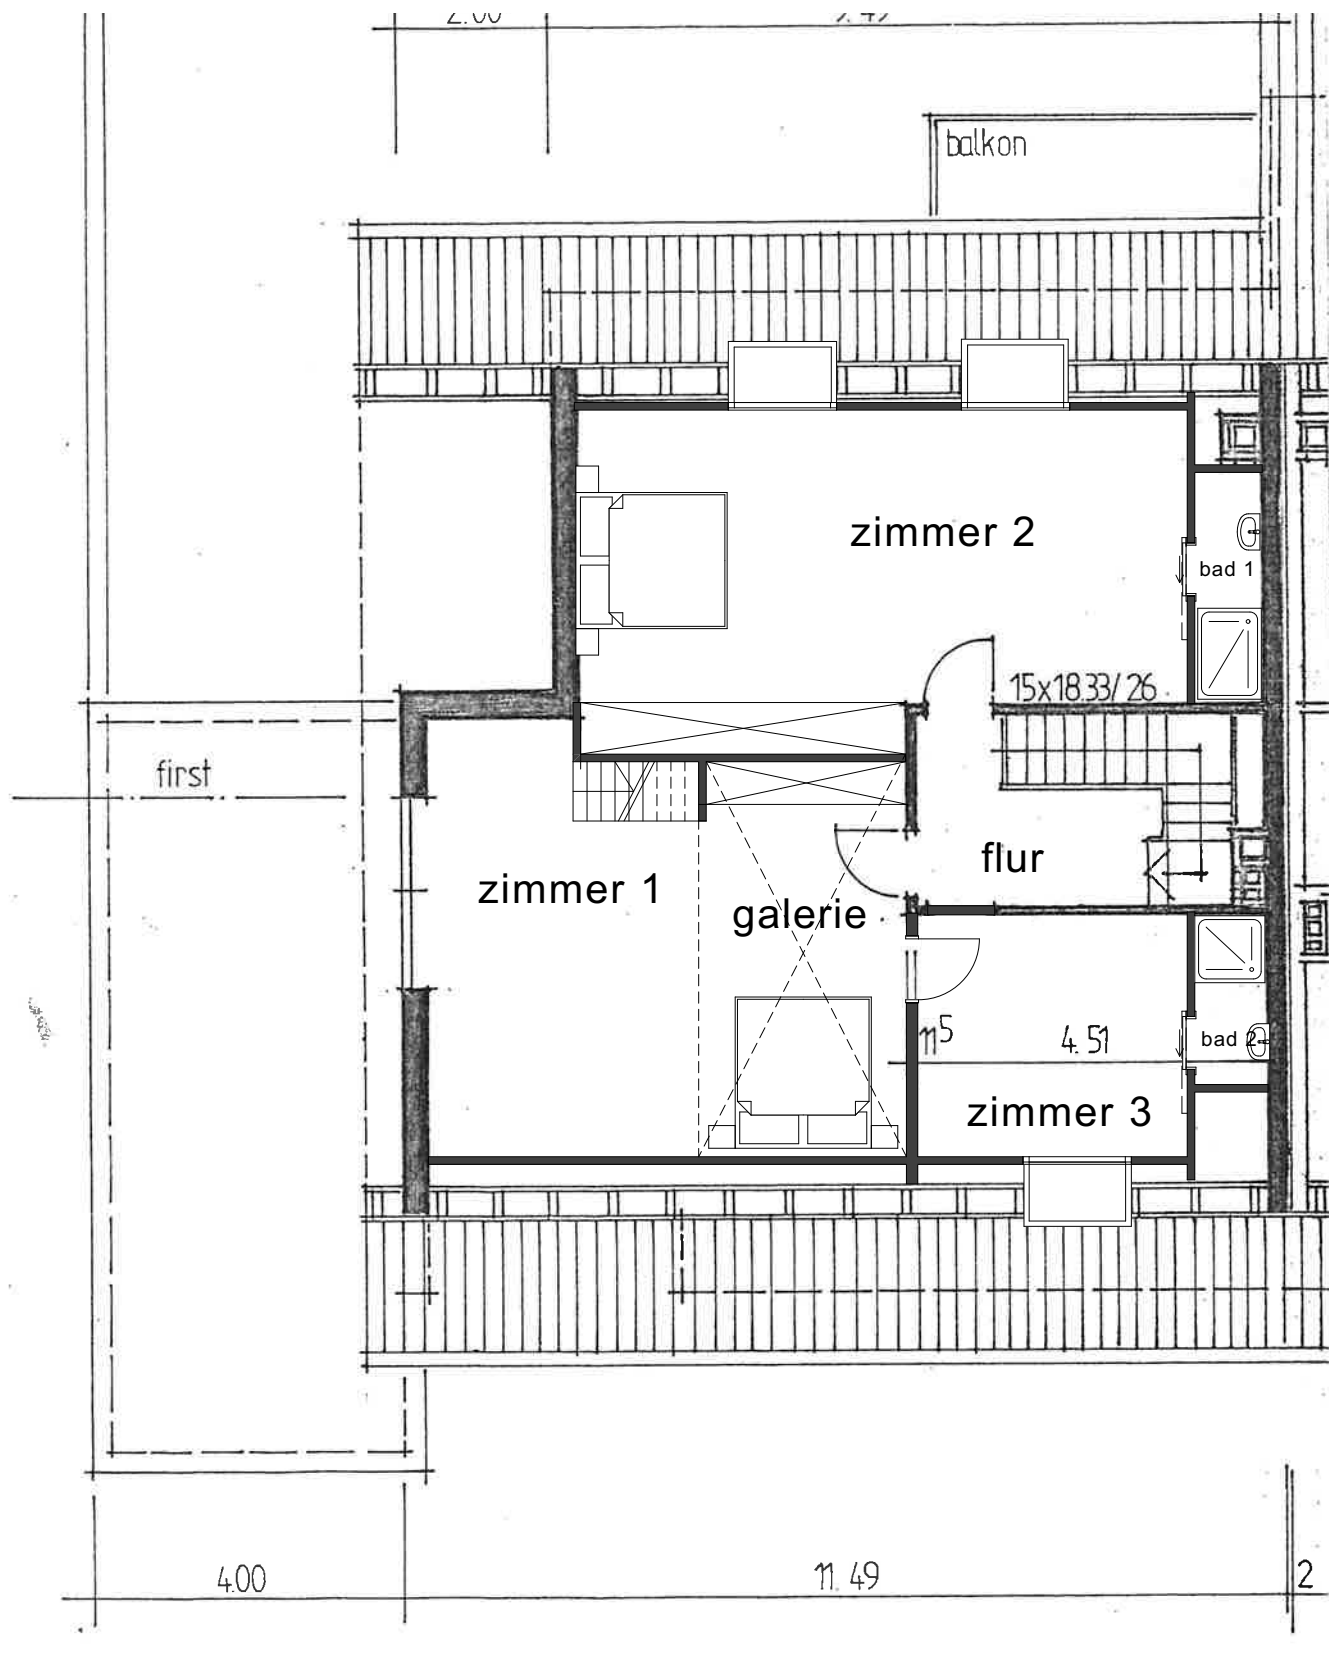 balkon
zimmer 2
bad 1
15x18.33/26
first
flur
zimmer 1
galerie
11⁵
4.51
bad 2
zimmer 3
4.00
11.49
2